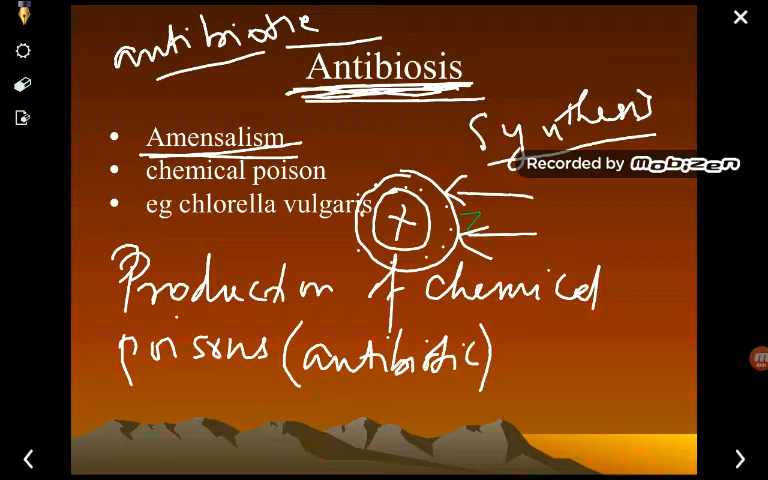 antibiotic
Antibiosis
Synthesis
• Amensalism
Recorded by mobizen
• chemical poison
• eg chlorella vulgaris
Production of chemical
poisons (antibiotic)